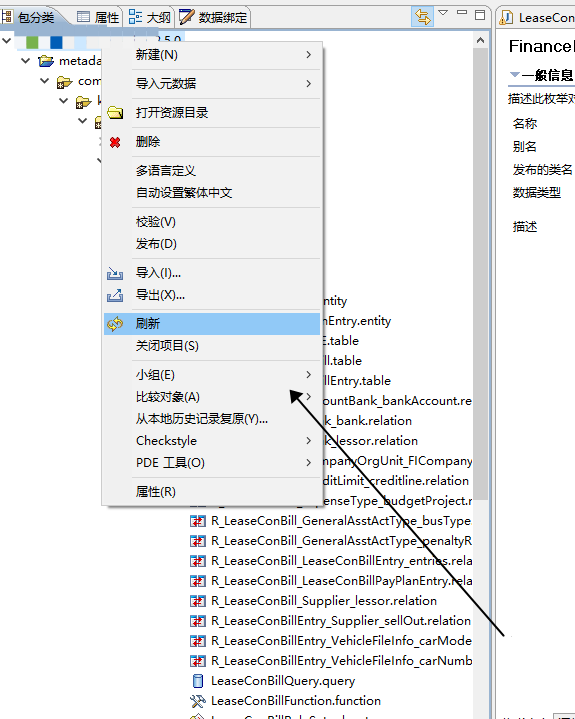 包分类 属性 大纲 数据绑定
LeaseCon
2.5.0
metada
com
新建(N)
导入元数据
打开资源目录
删除
多语言定义
自动设置繁体中文
校验(V)
发布(D)
导入(I)...
导出(X)...
刷新
关闭项目(S)
小组(E)
比较对象(A)
从本地历史记录复原(Y)...
Checkstyle
PDE 工具(O)
属性(R)
ntity
nEntry.entity
E.table
ll.table
llEntry.table
ountBank_bankAccount.re
k_bank.relation
k_lessor.relation
mpanyOrgUnit_FICompany
ditLimit_creditline.relation
penseType_budgetProject.r
R_LeaseConBill_GeneralAsstActType_busType.
R_LeaseConBill_GeneralAsstActType_penaltyR
R_LeaseConBill_LeaseConBillEntry_entries.rela
R_LeaseConBill_LeaseConBillPayPlanEntry.rela
R_LeaseConBill_Supplier_lessor.relation
R_LeaseConBillEntry_Supplier_sellOut.relation
R_LeaseConBillEntry_VehicleFileInfo_carMode
R_LeaseConBillEntry_VehicleFileInfo_carNumb
LeaseConBillQuery.query
LeaseConBillFunction.function
Finance
一般信息
描述此枚举对
名称
别名
发布的类名
数据类型
描述